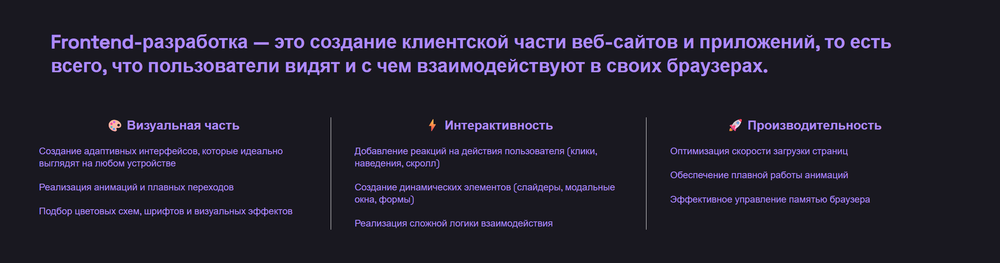 Frontend-разработка — это создание клиентской части веб-сайтов и приложений, то есть
всего, что пользователи видят и с чем взаимодействуют в своих браузерах.
🎨 Визуальная часть
Создание адаптивных интерфейсов, которые идеально
выглядят на любом устройстве
Реализация анимаций и плавных переходов
Подбор цветовых схем, шрифтов и визуальных эффектов
⚡ Интерактивность
Добавление реакций на действия пользователя (клики,
наведения, скролл)
Создание динамических элементов (слайдеры, модальные
окна, формы)
Реализация сложной логики взаимодействия
🚀 Производительность
Оптимизация скорости загрузки страниц
Обеспечение плавной работы анимаций
Эффективное управление памятью браузера